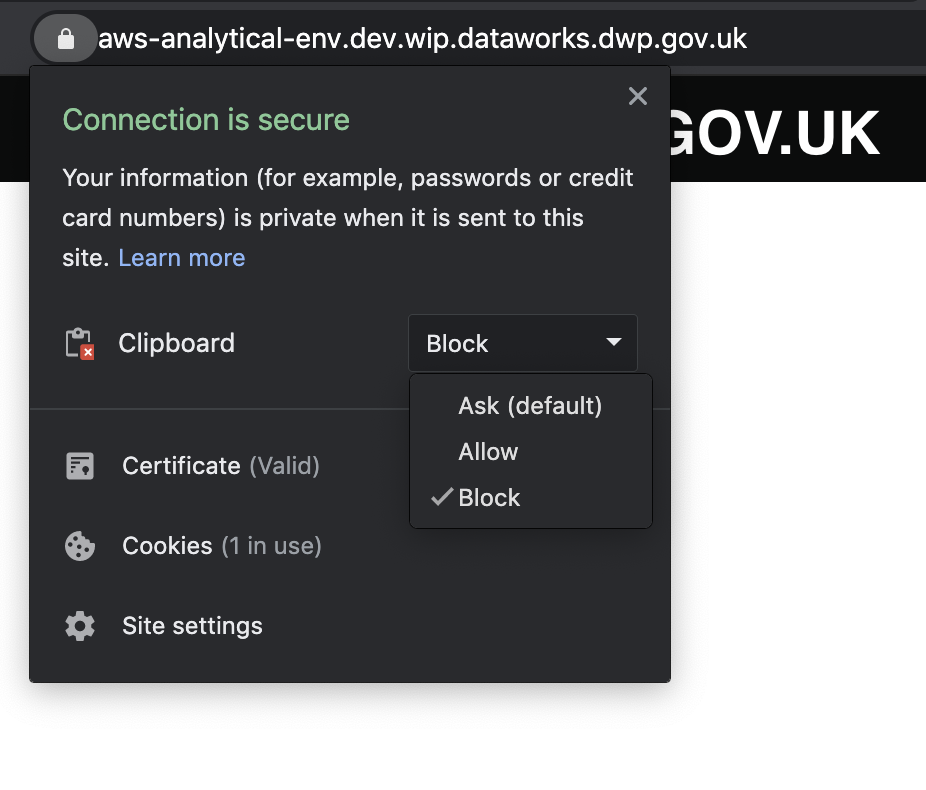 aws-analytical-env.dev.wip.dataworks.dwp.gov.uk
GOV.UK
Connection is secure
Your information (for example, passwords or credit
card numbers) is private when it is sent to this
site. Learn more
Clipboard
Block
Ask (default)
Allow
Block
Certificate (Valid)
Cookies (1 in use)
Site settings